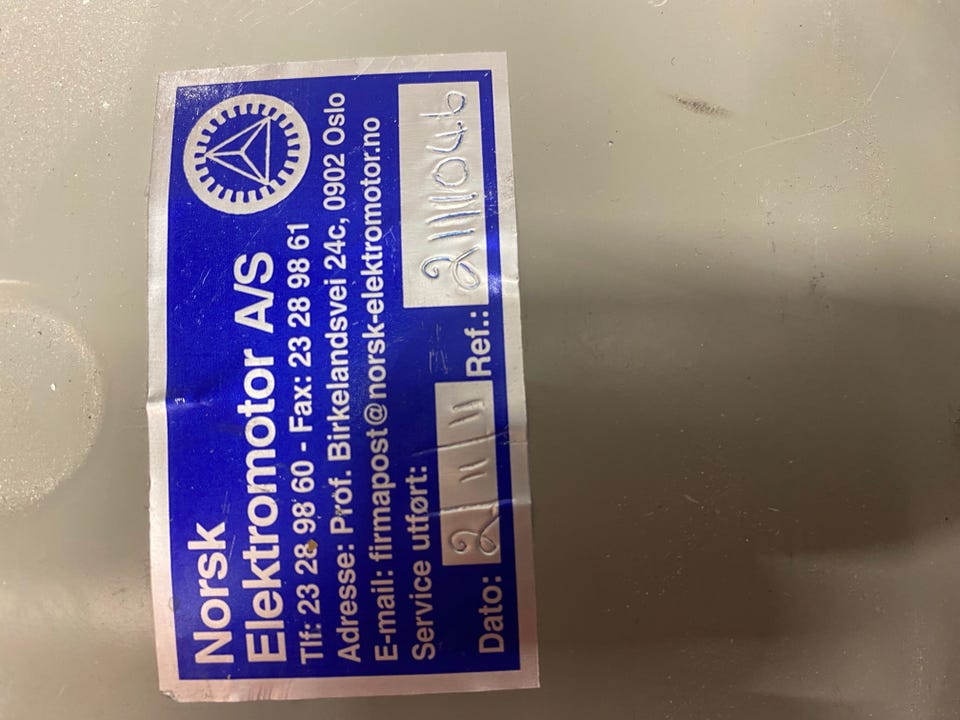 Norsk
Elektromotor A/S
Tlf: 23 28 98 60 - Fax: 23 28 98 61
Adresse: Prof. Birkelandsvei 24c, 0902 Oslo
E-mail: firmapost@norsk-elektromotor.no
Service utført:
Dato: Ref.: 2111046